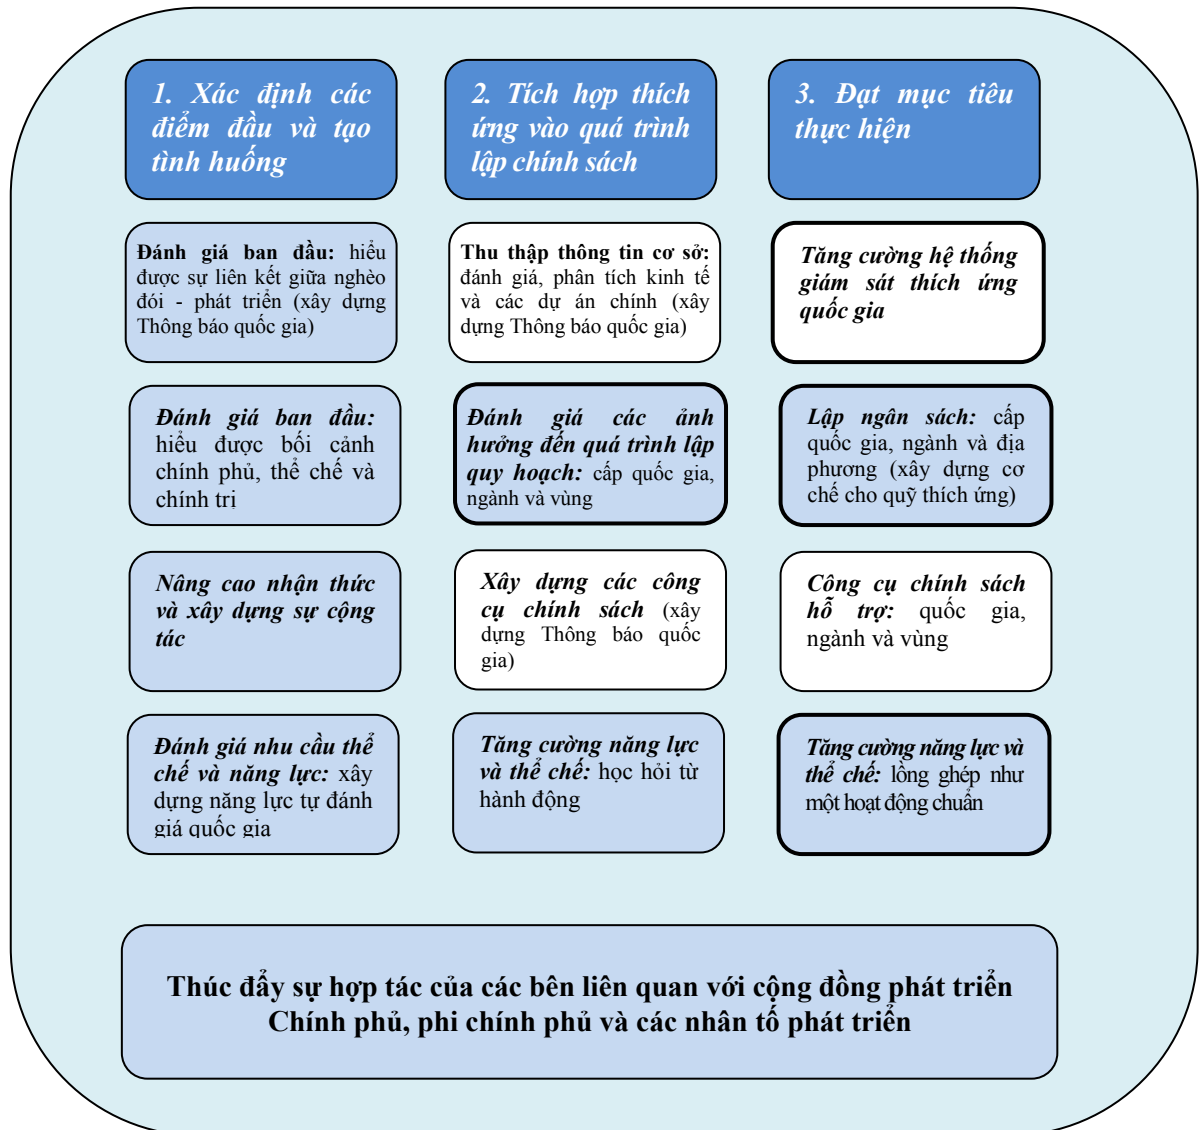 1. Xác định các
điểm đầu và tạo
tình huống
2. Tích hợp thích
ứng vào quá trình
lập chính sách
3. Đạt mục tiêu
thực hiện
Đánh giá ban đầu: hiểu
được sự liên kết giữa nghèo
đói - phát triển (xây dựng
Thông báo quốc gia)
Thu thập thông tin cơ sở:
đánh giá, phân tích kinh tế
và các dự án chính (xây
dựng Thông báo quốc gia)
Tăng cường hệ thống
giám sát thích ứng
quốc gia
Đánh giá ban đầu:
hiểu được bối cảnh
chính phủ, thể chế và
chính trị
Đánh giá các ảnh
hưởng đến quá trình lập
quy hoạch: cấp quốc gia,
ngành và vùng
Lập ngân sách: cấp
quốc gia, ngành và địa
phương (xây dựng cơ
chế cho quỹ thích ứng)
Nâng cao nhận thức
và xây dựng sự cộng
tác
Xây dựng các công
cụ chính sách (xây
dựng Thông báo quốc
gia)
Công cụ chính sách
hỗ trợ: quốc gia,
ngành và vùng
Đánh giá nhu cầu thể
chế và năng lực: xây
dựng năng lực tự đánh
giá quốc gia
Tăng cường năng lực
và thể chế: học hỏi từ
hành động
Tăng cường năng lực và
thể chế: lồng ghép như
một hoạt động chuẩn
Thúc đẩy sự hợp tác của các bên liên quan với cộng đồng phát triển
Chính phủ, phi chính phủ và các nhân tố phát triển